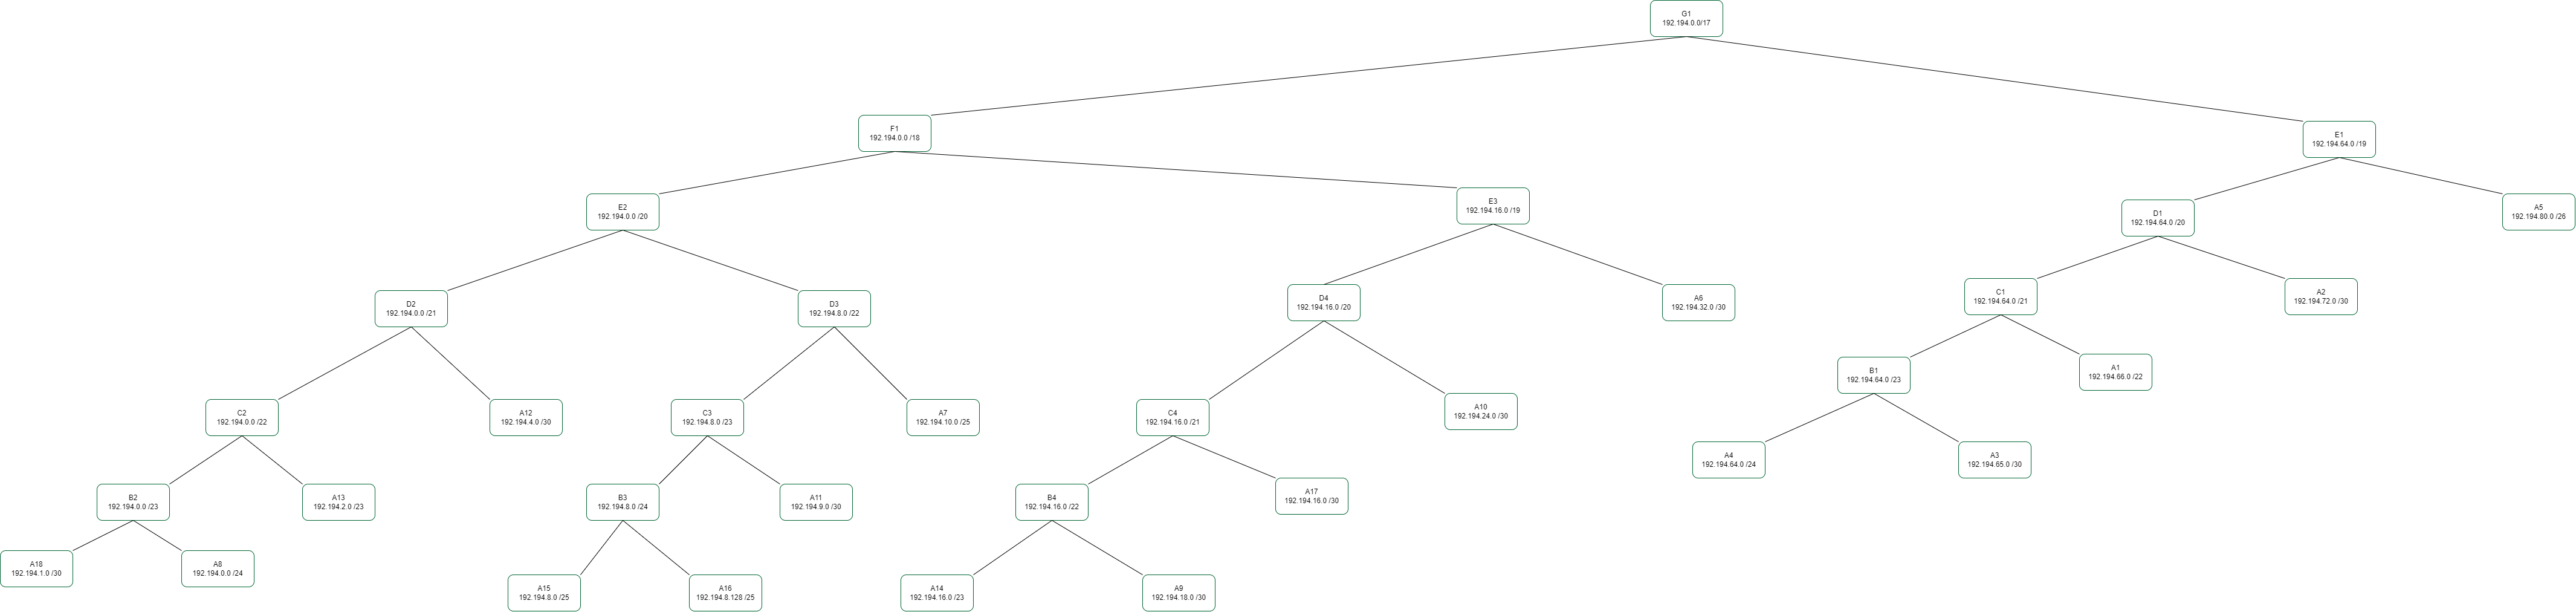 G1
192.194.0.0/17
F1
192.194.0.0 /18
E1
192.194.64.0 /19
E2
192.194.0.0 /20
E3
192.194.16.0 /19
D1
192.194.64.0 /20
A5
192.194.80.0 /26
D2
192.194.0.0 /21
D3
192.194.8.0 /22
D4
192.194.16.0 /20
A6
192.194.32.0 /30
C1
192.194.64.0 /21
A2
192.194.72.0 /30
B1
192.194.64.0 /23
A1
192.194.66.0 /22
C2
192.194.0.0 /22
A12
192.194.4.0 /30
C3
192.194.8.0 /23
A7
192.194.10.0 /25
C4
192.194.16.0 /21
A10
192.194.24.0 /30
A4
192.194.64.0 /24
A3
192.194.65.0 /30
B2
192.194.0.0 /23
A13
192.194.2.0 /23
B3
192.194.8.0 /24
A11
192.194.9.0 /30
B4
192.194.16.0 /22
A17
192.194.16.0 /30
A18
192.194.1.0 /30
A8
192.194.0.0 /24
A15
192.194.8.0 /25
A16
192.194.8.128 /25
A14
192.194.16.0 /23
A9
192.194.18.0 /30